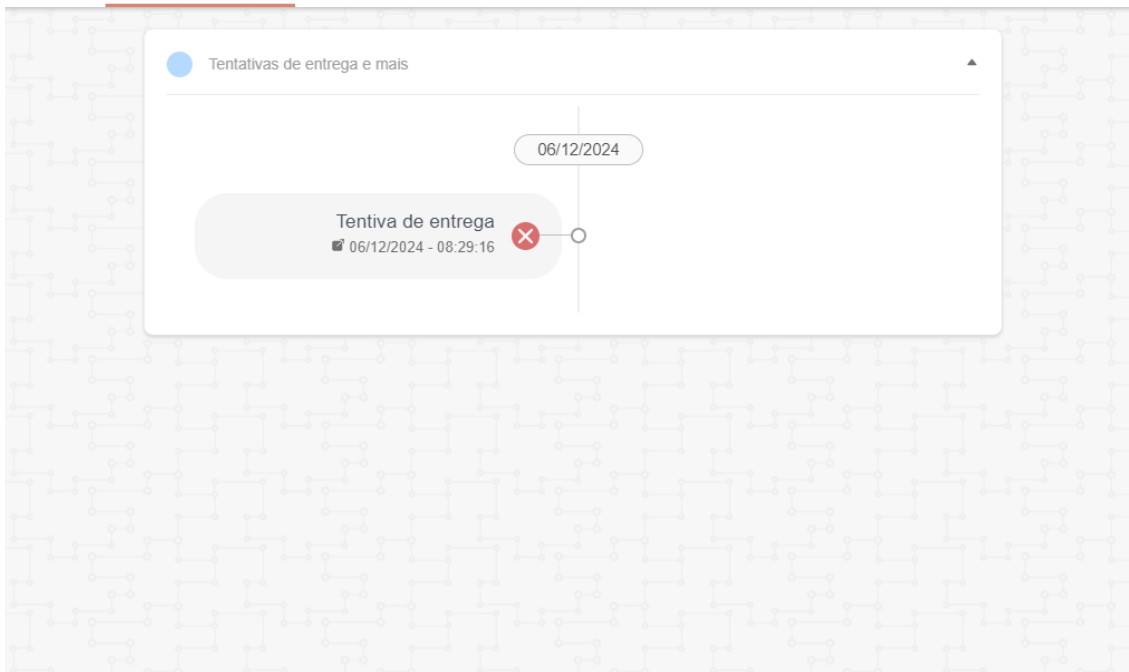 Tentativas de entrega e mais
06/12/2024
Tentiva de entrega
06/12/2024 - 08:29:16